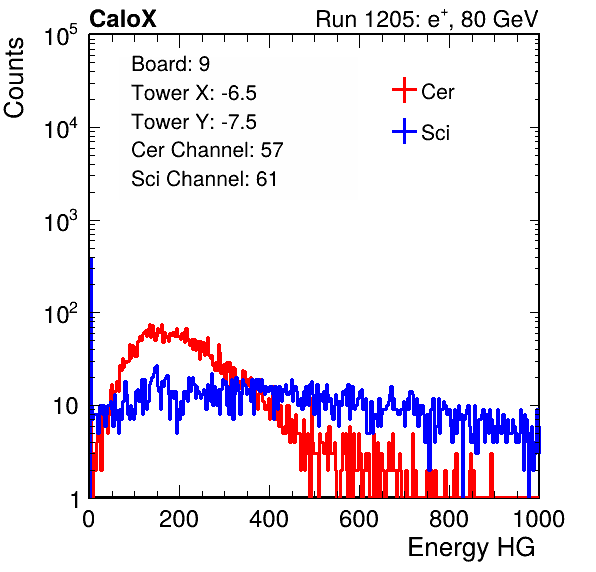 CaloX Run 1205: e⁺, 80 GeV
Counts
Board: 9
Tower X: -6.5
Tower Y: -7.5
Cer Channel: 57
Sci Channel: 61
Cer
Sci
10⁵
10⁴
10³
10²
10
1
0 200 400 600 800 1000
Energy HG